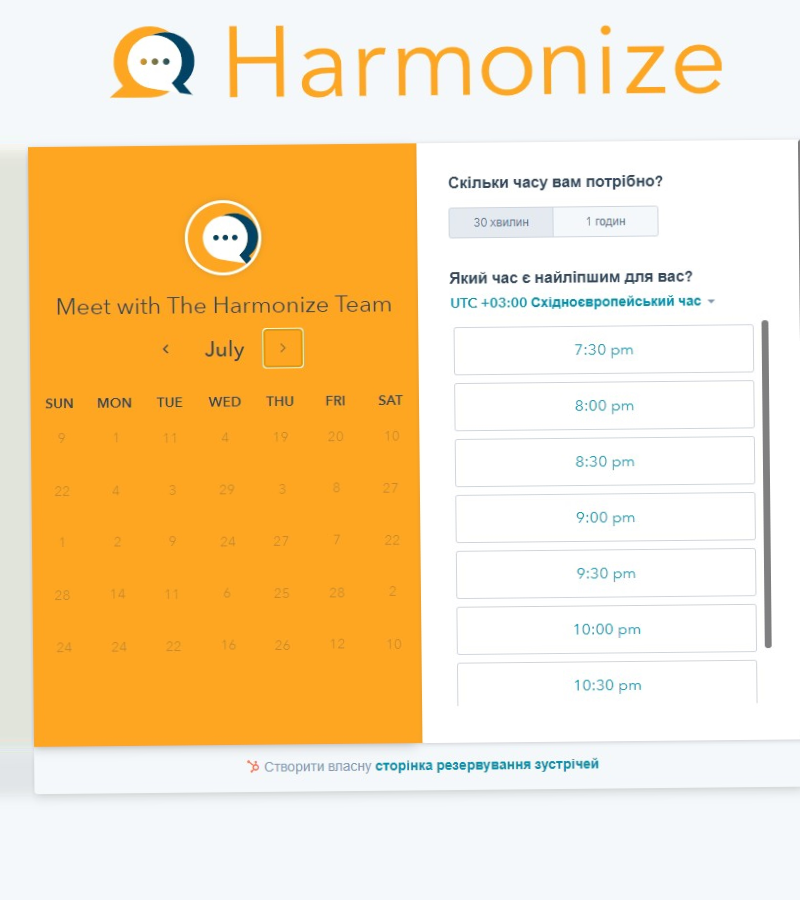 Harmonize
Meet with The Harmonize Team
July
SUN MON TUE WED THU FRI SAT
9 1 11 4 19 20 10
22 4 3 29 3 8 27
1 2 9 24 27 7 22
28 14 11 6 25 28 2
24 24 22 16 26 12 10
Скільки часу вам потрібно?
30 хвилин 1 годин
Який час є найліпшим для вас?
UTC +03:00 Східноєвропейський час
7:30 pm
8:00 pm
8:30 pm
9:00 pm
9:30 pm
10:00 pm
10:30 pm
Створити власну сторінка резервування зустрічей